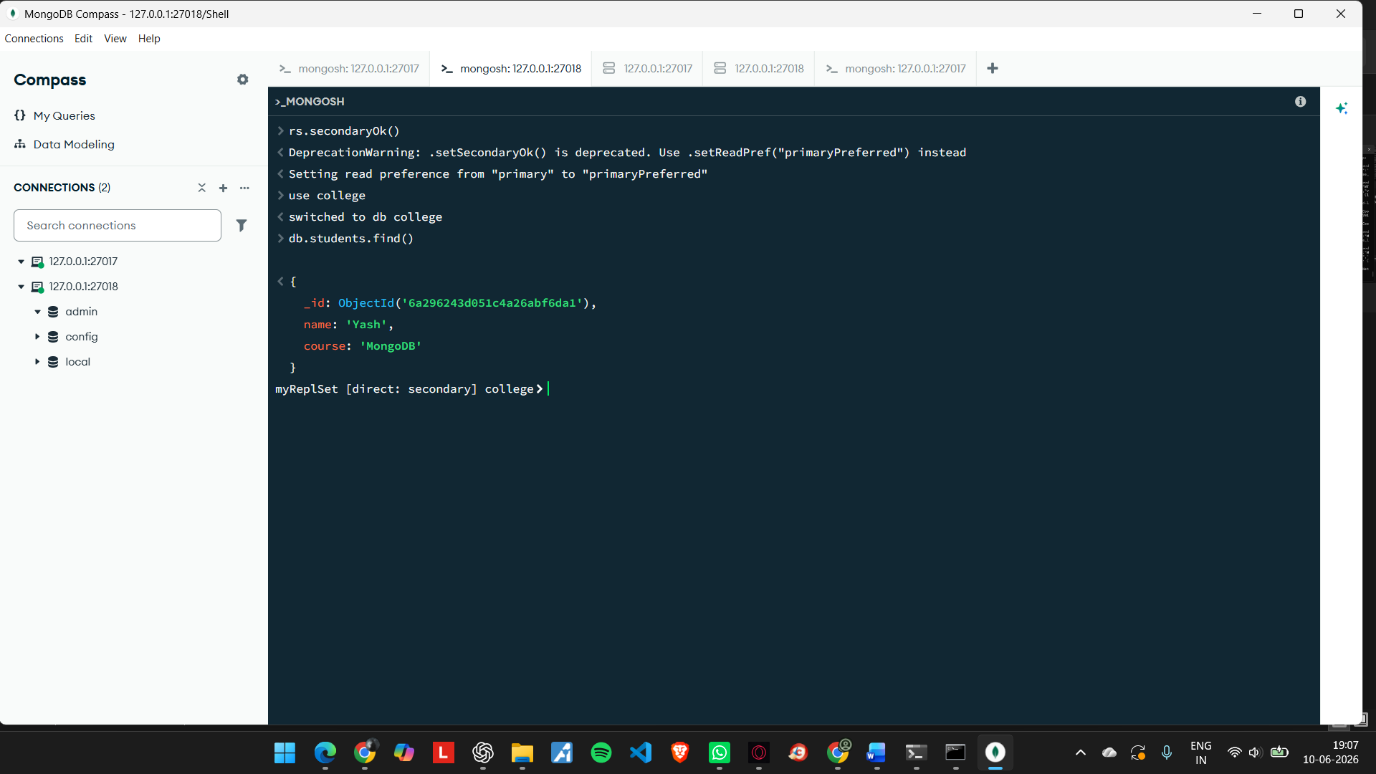 MongoDB Compass - 127.0.0.1:27018/Shell
Connections Edit View Help
Compass
My Queries
Data Modeling
CONNECTIONS (2)
Search connections
127.0.0.1:27017
127.0.0.1:27018
admin
config
local
>_ mongosh: 127.0.0.1:27017
>_ mongosh: 127.0.0.1:27018
127.0.0.1:27017
127.0.0.1:27018
>_ mongosh: 127.0.0.1:27017
>_MONGOSH
> rs.secondaryOk()
< DeprecationWarning: .setSecondaryOk() is deprecated. Use .setReadPref("primaryPreferred") instead
< Setting read preference from "primary" to "primaryPreferred"
> use college
< switched to db college
> db.students.find()
< {
_id: ObjectId('6a296243d051c4a26abf6da1'),
name: 'Yash',
course: 'MongoDB'
}
myReplSet [direct: secondary] college>
ENG
IN
19:07
10-06-2026